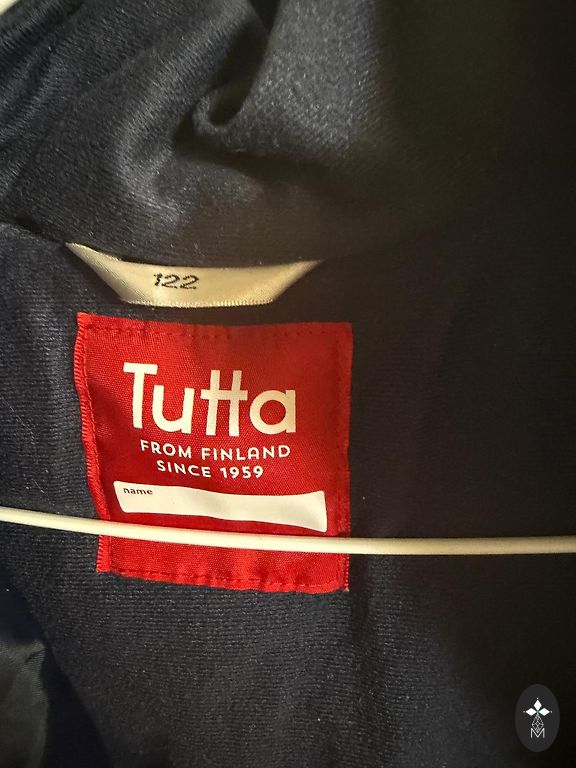 122
Tutta
FROM FINLAND
SINCE 1959
name
M